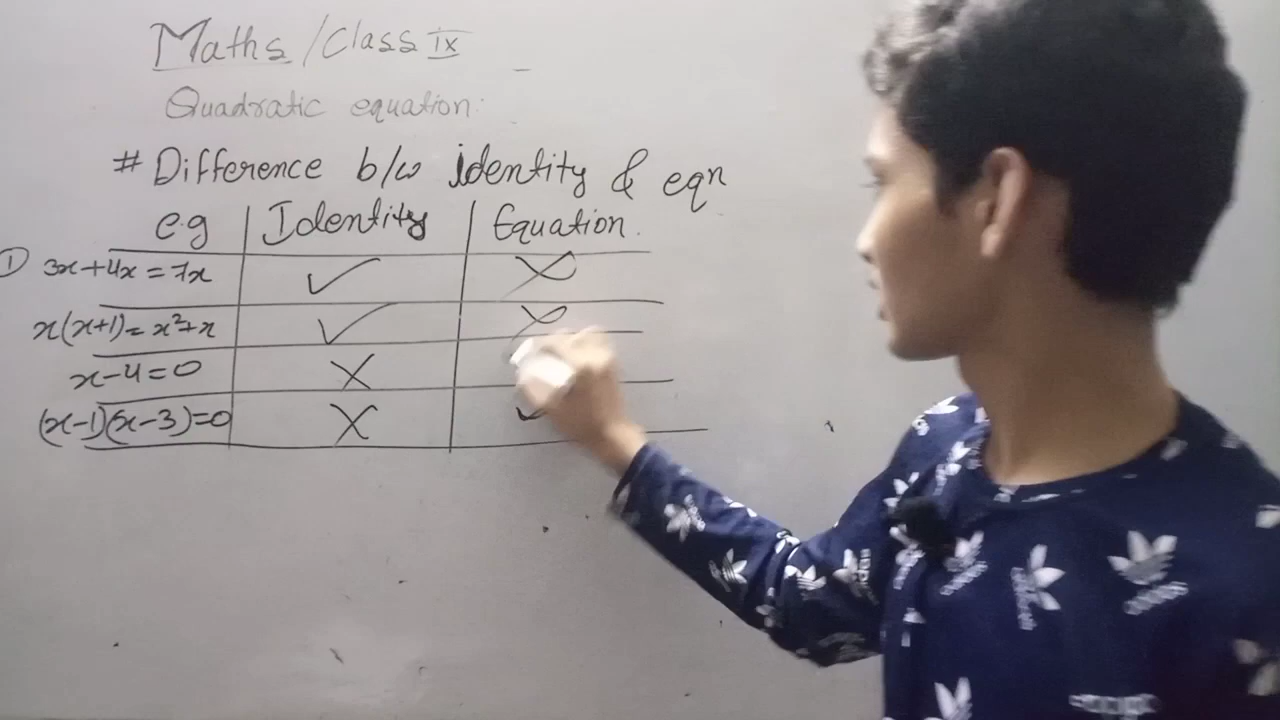 Maths / Class IX
Quadratic equation.
# Difference b/w identity & eqn
e.g Identity Equation.
① 3x+4x=7x ✓ ✗
x(x+1)=x²+x ✓ ✗
x-4=0 ✗
(x-1)(x-3)=0 ✗ ✓